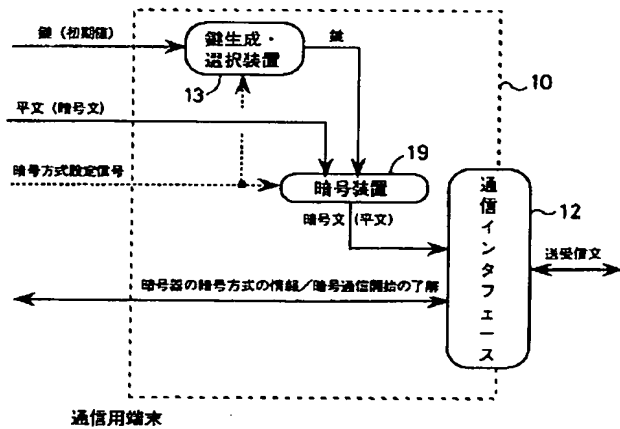 鍵（初期値）
鍵生成・
選択装置
鍵
13
10
平文（暗号文）
19
暗号方式設定信号
暗号装置
通信インタフェース
12
暗号文（平文）
送受信文
暗号器の暗号方式の情報／暗号通信開始の了解
通信用端末